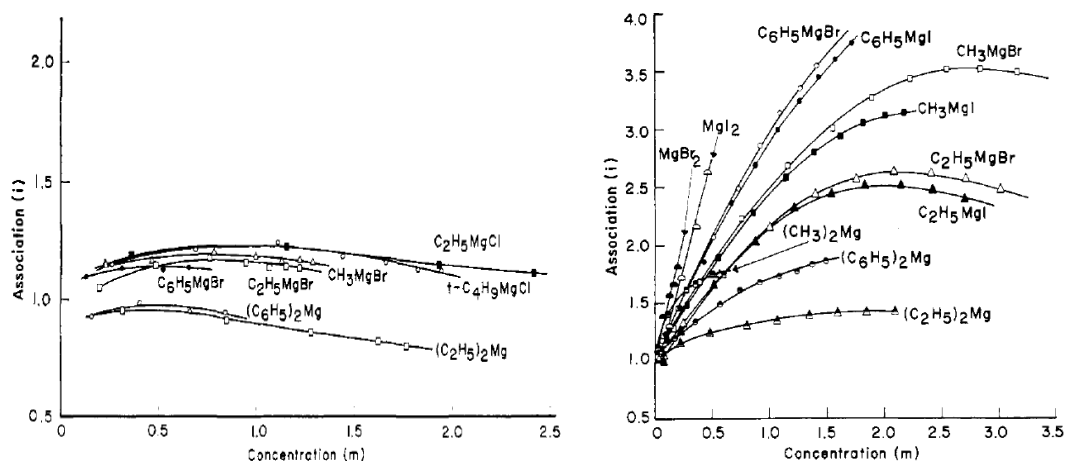 2.0
1.5
1.0
0.5
Association (i)
0
0.5
1.0
1.5
2.0
2.5
Concentration (m)
C2H5MgCl
CH3MgBr
t-C4H9MgCl
C2H5MgBr
C6H5MgBr
(C6H5)2Mg
(C2H5)2Mg
4.0
3.5
3.0
2.5
2.0
1.5
1.0
0.5
Association (i)
0
0.5
1.0
1.5
2.0
2.5
3.0
3.5
Concentration (m)
C6H5MgBr
C6H5MgI
CH3MgBr
MgI2
CH3MgI
MgBr2
C2H5MgBr
C2H5MgI
(CH3)2Mg
(C6H5)2Mg
(C2H5)2Mg